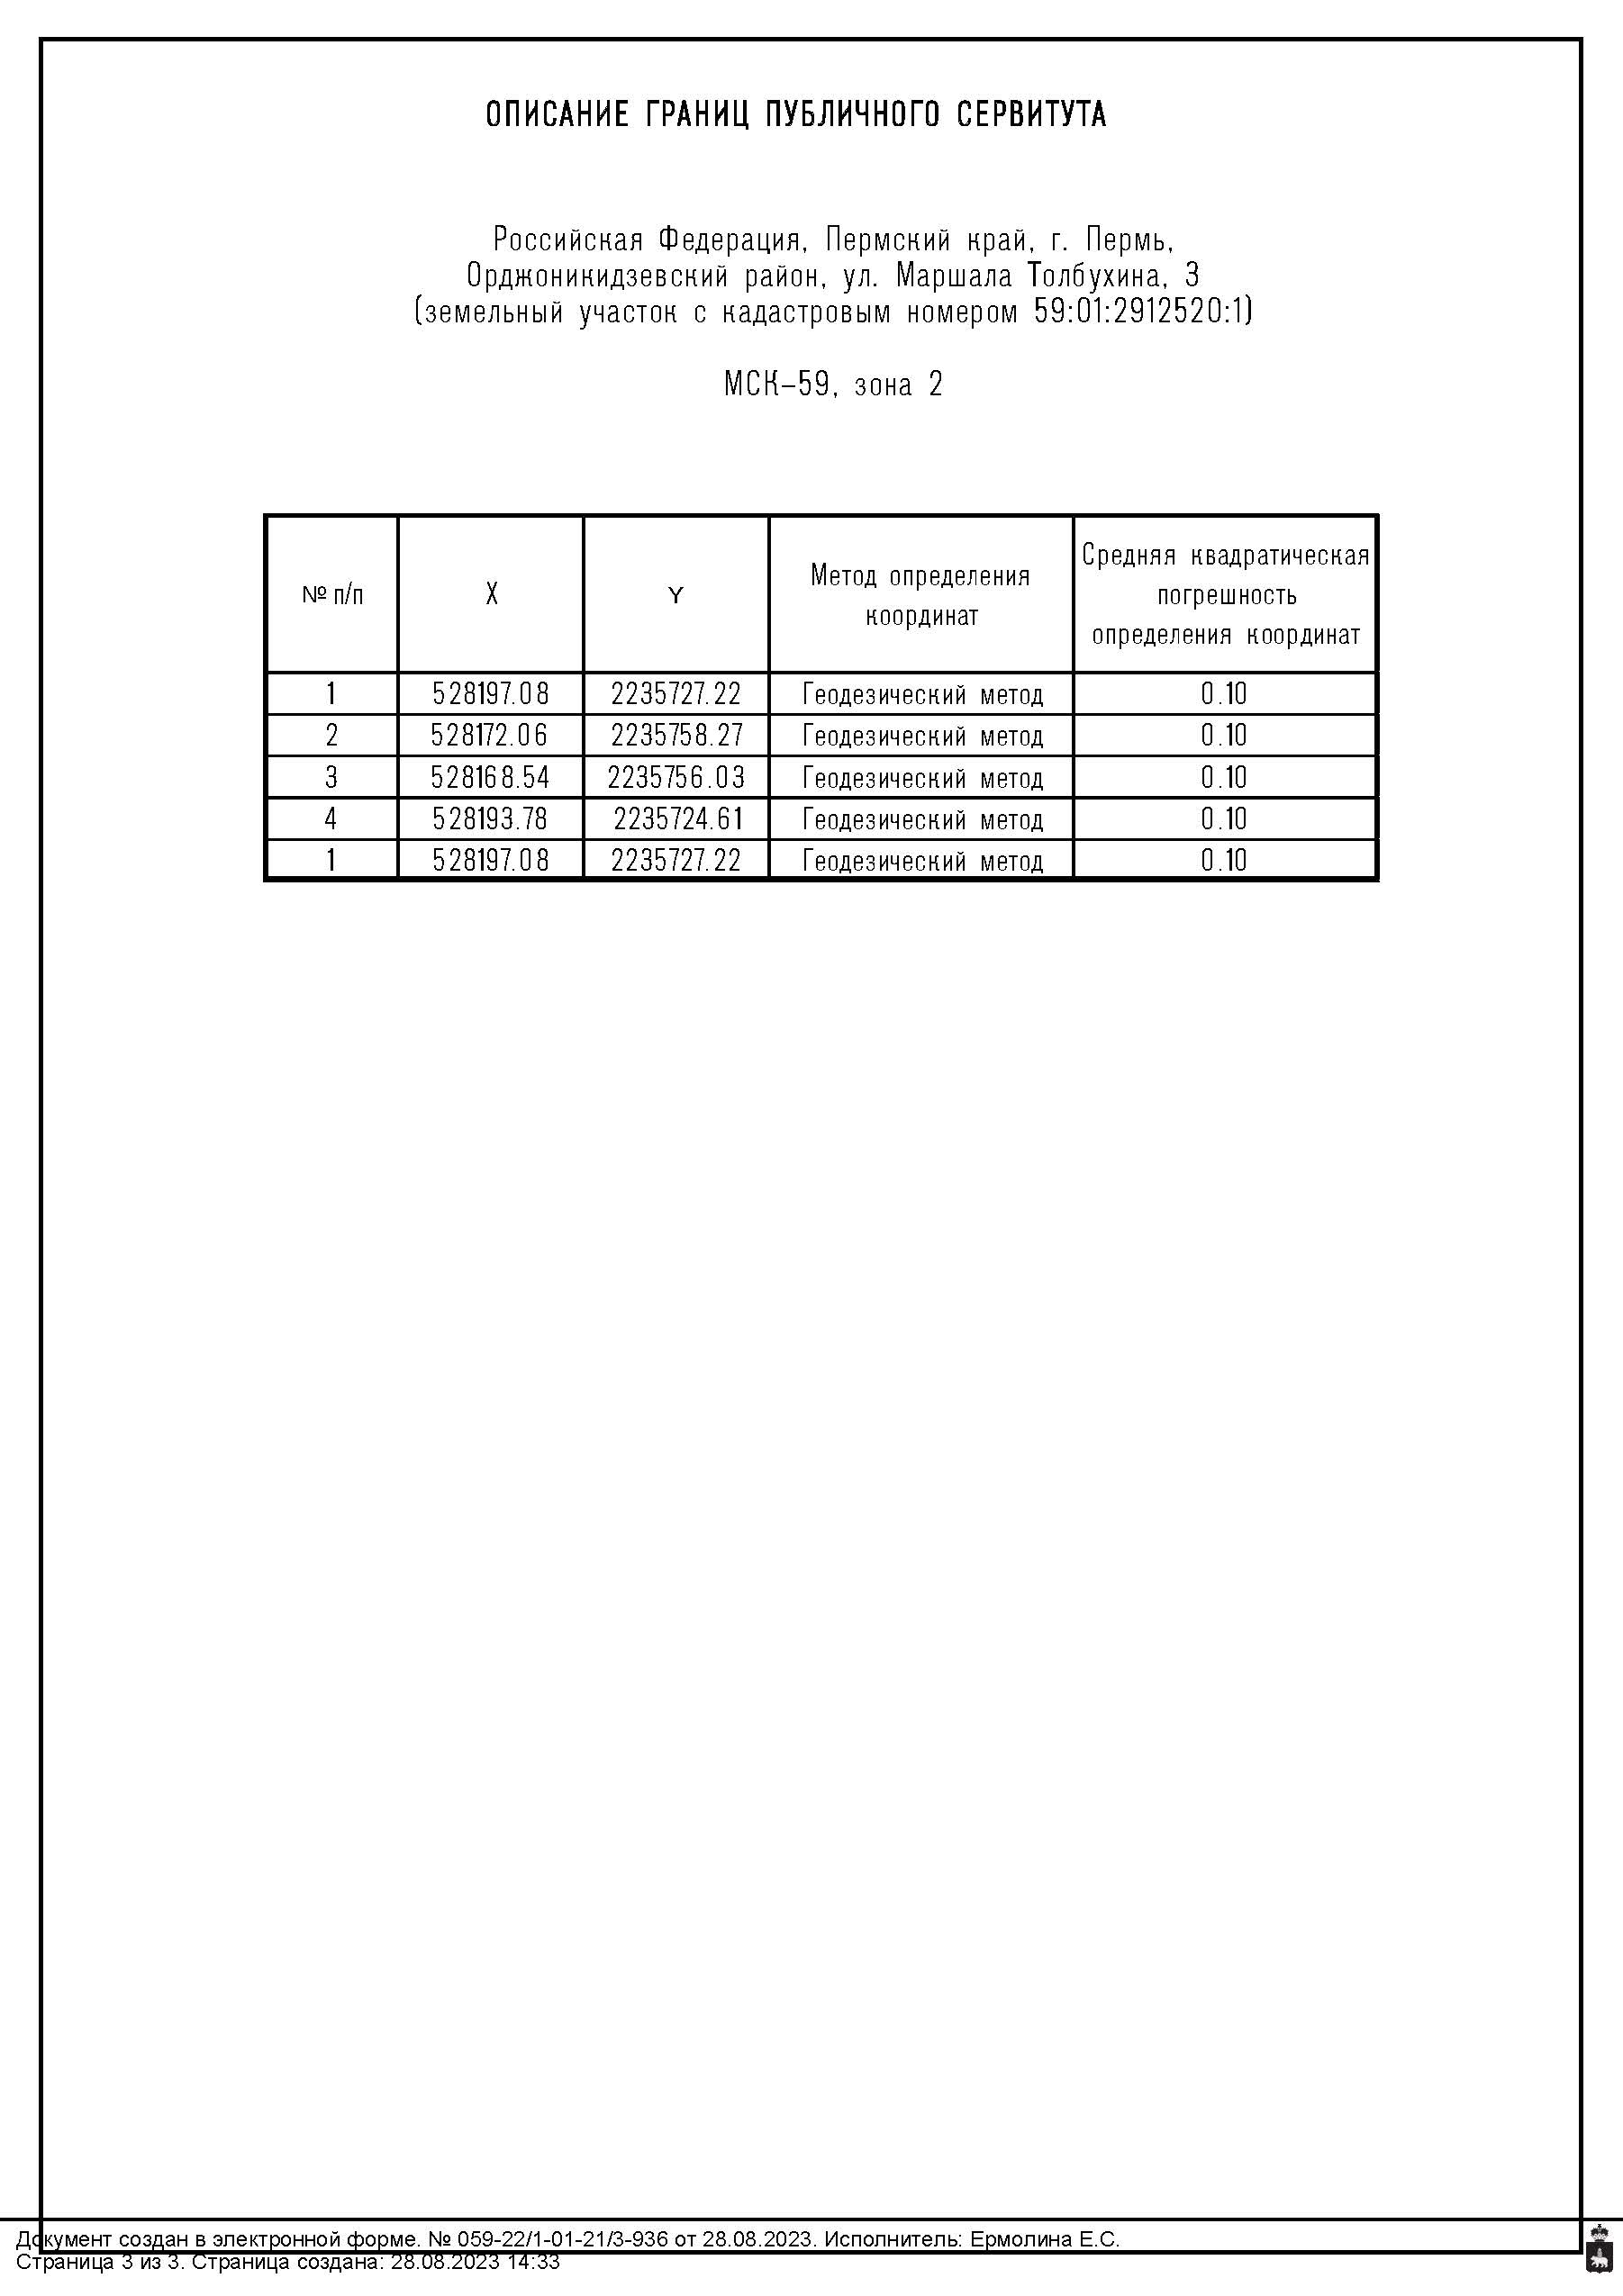 ОПИСАНИЕ ГРАНИЦ ПУБЛИЧНОГО СЕРВИТУТА
Российская Федерация, Пермский край, г. Пермь,
Орджоникидзевский район, ул. Маршала Толбухина, 3
(земельный участок с кадастровым номером 59:01:2912520:1)
МСК–59, зона 2
№ п/п X Y Метод определения координат Средняя квадратическая погрешность определения координат
1 528197.08 2235727.22 Геодезический метод 0.10
2 528172.06 2235758.27 Геодезический метод 0.10
3 528168.54 2235756.03 Геодезический метод 0.10
4 528193.78 2235724.61 Геодезический метод 0.10
1 528197.08 2235727.22 Геодезический метод 0.10
Документ создан в электронной форме. № 059-22/1-01-21/3-936 от 28.08.2023. Исполнитель: Ермолина Е.С.
Страница 3 из 3. Страница создана: 28.08.2023 14:33